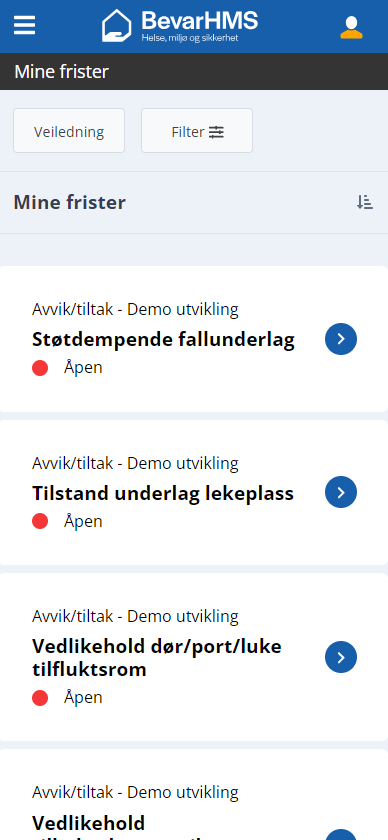 BevarHMS
Helse, miljø og sikkerhet
Mine frister
Veiledning
Filter
Mine frister
Avvik/tiltak - Demo utvikling
Støtdempende fallunderlag
Åpen
Avvik/tiltak - Demo utvikling
Tilstand underlag lekeplass
Åpen
Avvik/tiltak - Demo utvikling
Vedlikehold dør/port/luke
tilfluktsrom
Åpen
Avvik/tiltak - Demo utvikling
Vedlikehold